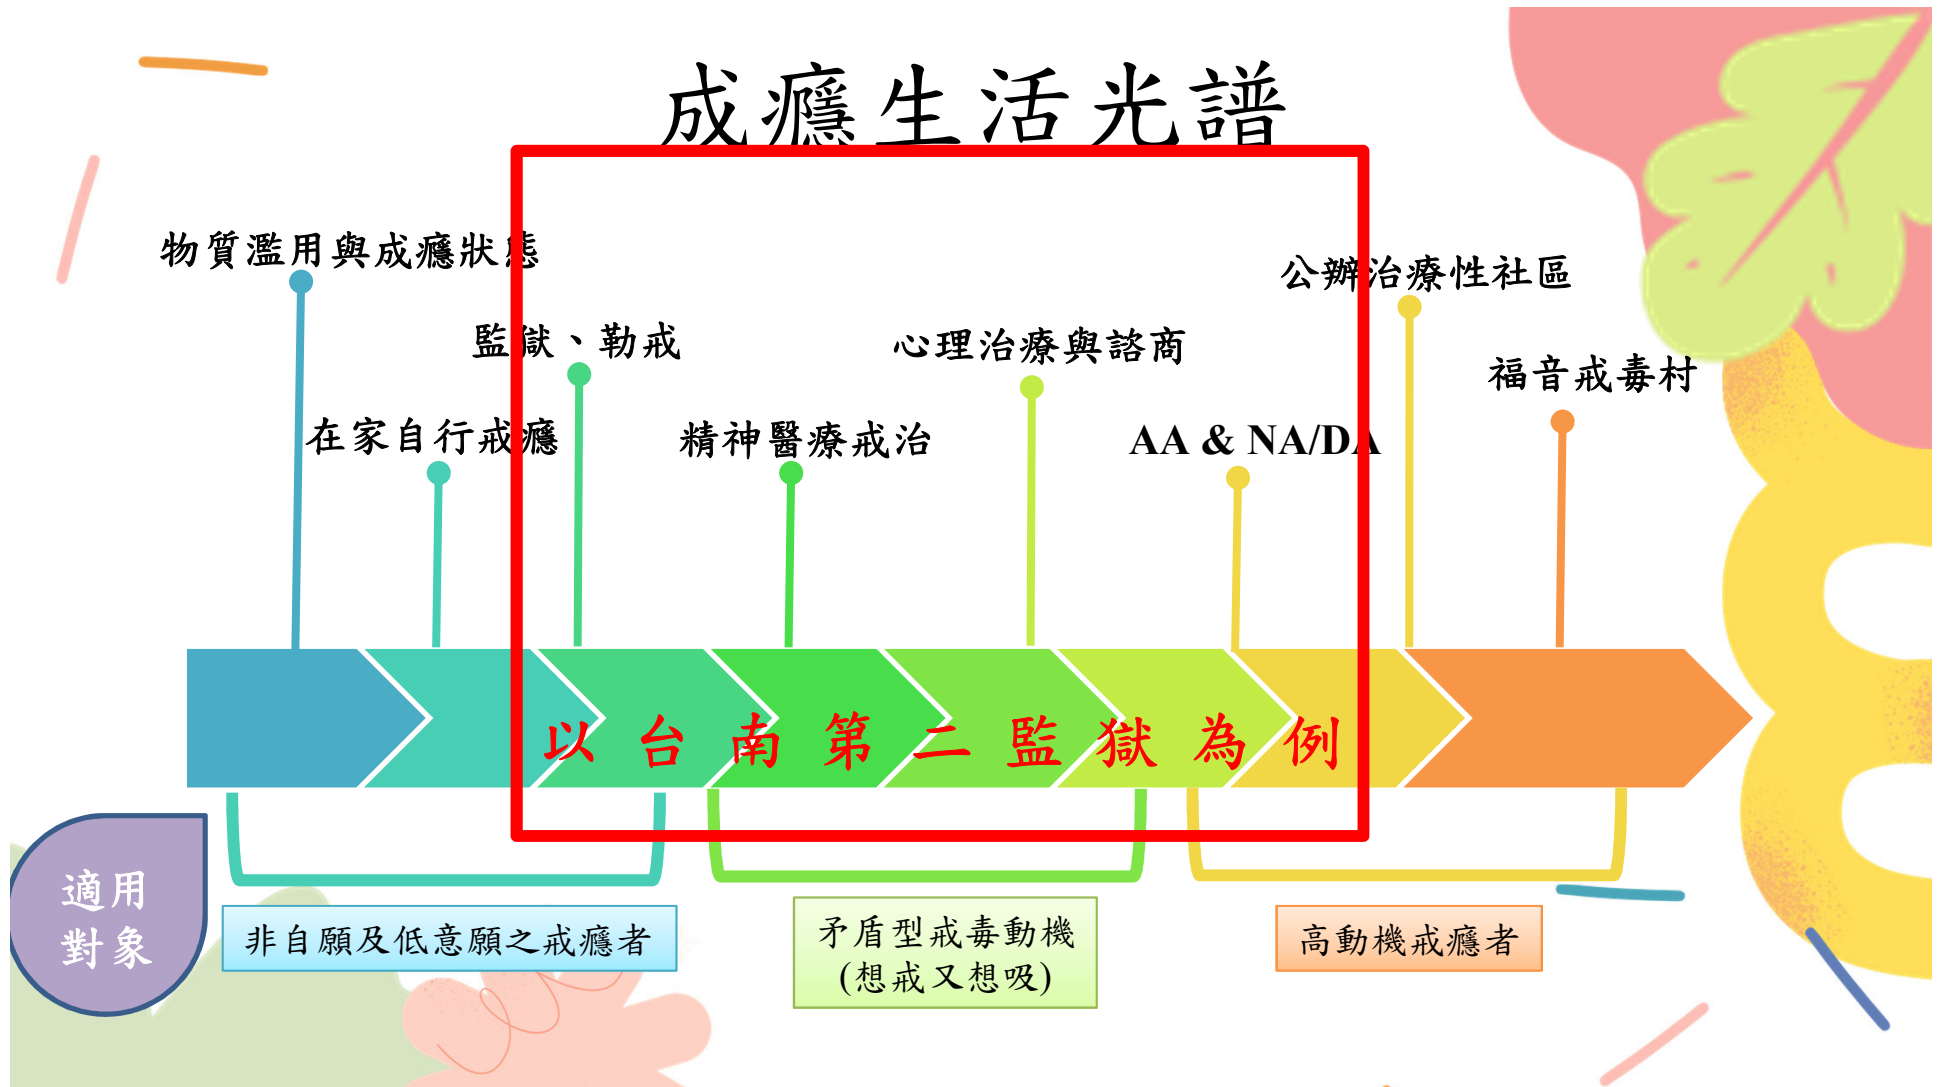 成癮生活光譜
物質濫用與成癮狀態
公辦治療性社區
監獄、勒戒
心理治療與諮商
福音戒毒村
在家自行戒癮
精神醫療戒治
AA & NA/DA
以台南第二監獄為例
適用
對象
非自願及低意願之戒癮者
矛盾型戒毒動機
(想戒又想吸)
高動機戒癮者